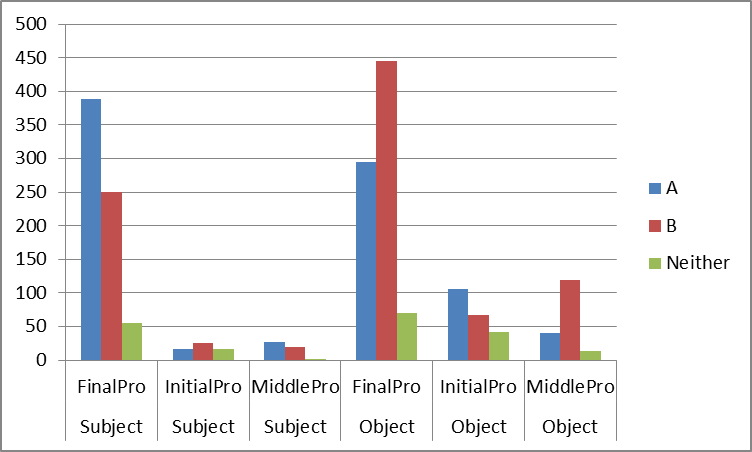 500
450
400
350
300
250
200
150
100
50
0
FinalPro InitialPro MiddlePro FinalPro InitialPro MiddlePro
Subject Subject Subject Object Object Object
A
B
Neither